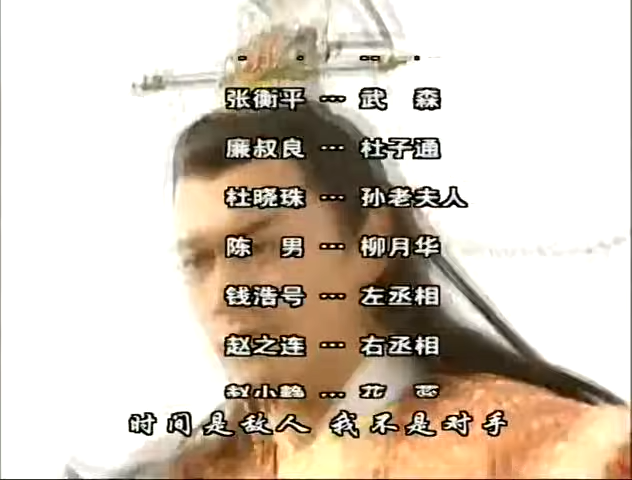 张衡平 … 武 森
廉叔良 … 杜子通
杜晓珠 … 孙老夫人
陈 男 … 柳月华
钱浩号 … 左丞相
赵之连 … 右丞相
时间是敌人 我不是对手